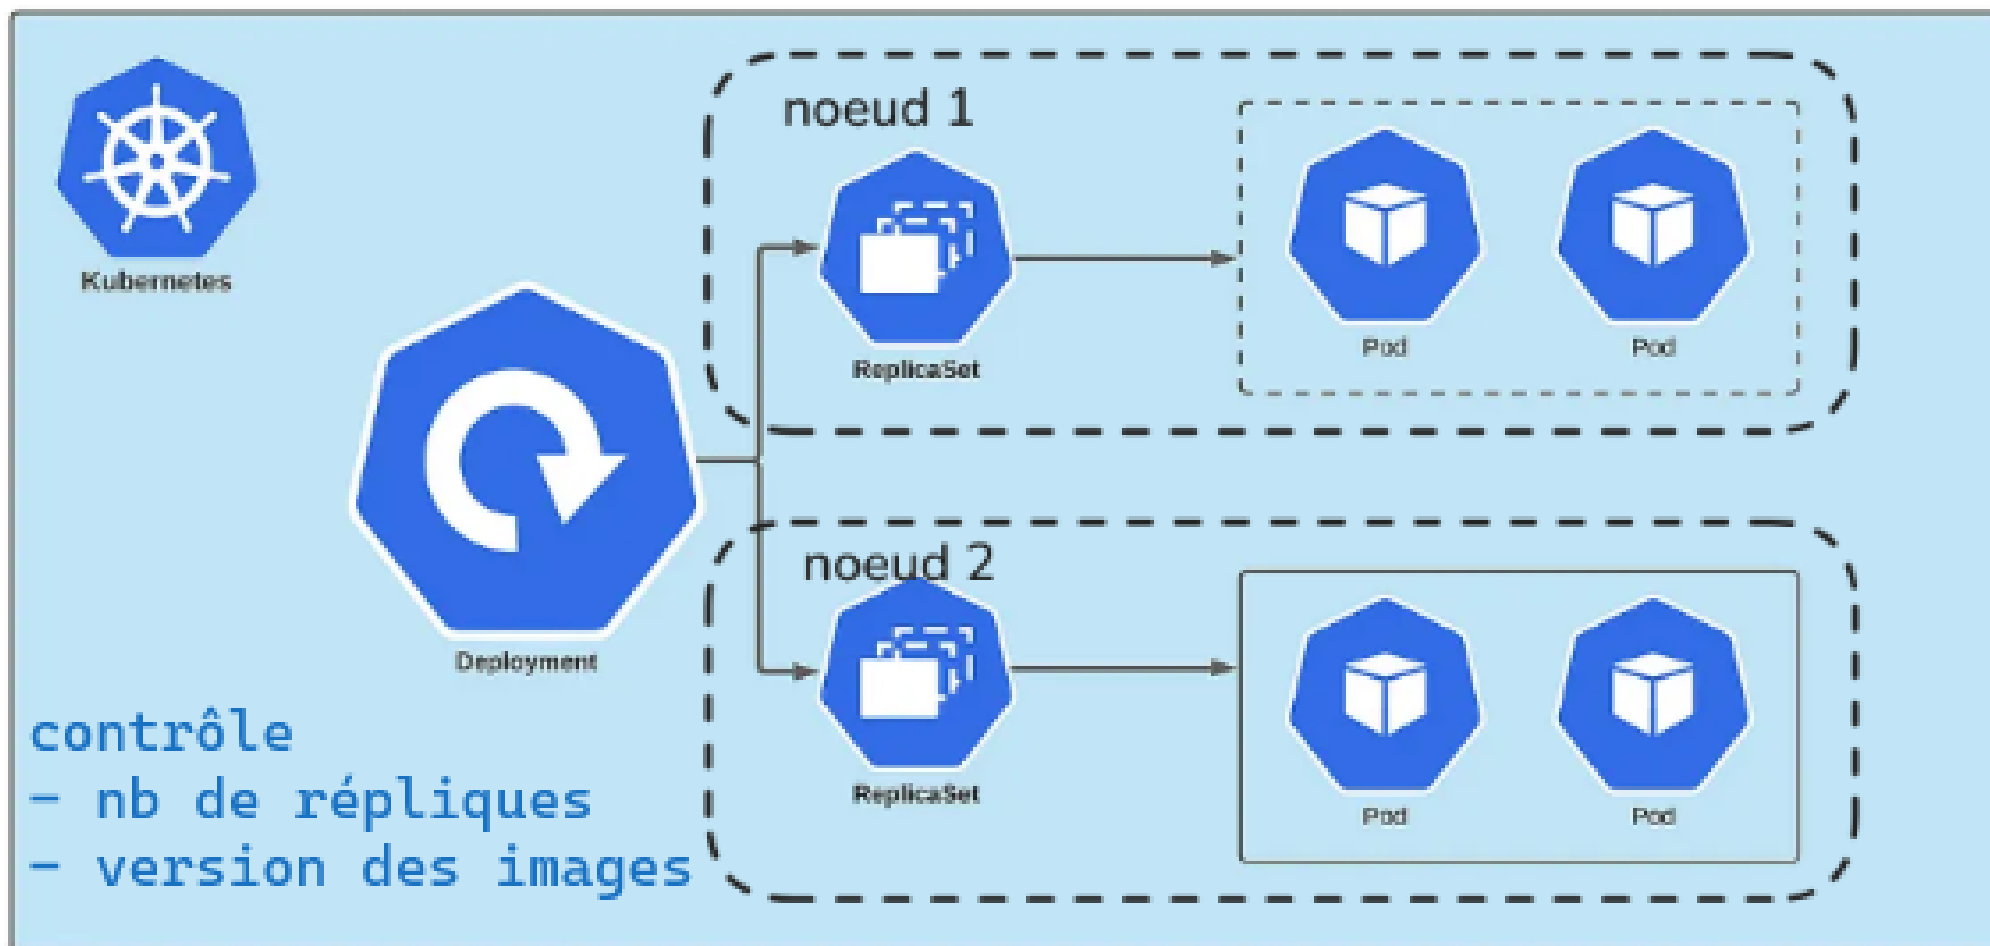 Kubernetes
Deployment
contrôle
- nb de répliques
- version des images
noeud 1
ReplicaSet
Pod
Pod
noeud 2
ReplicaSet
Pod
Pod